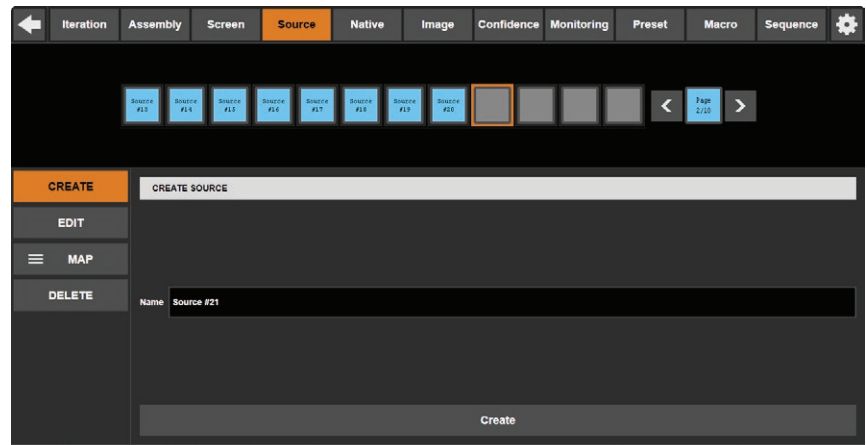 Iteration Assembly Screen Source Native Image Confidence Monitoring Preset Macro Sequence
Source #13 Source #14 Source #15 Source #16 Source #17 Source #18 Source #19 Source #20 Page 2/10
CREATE
CREATE SOURCE
EDIT
MAP
DELETE
Name Source #21
Create